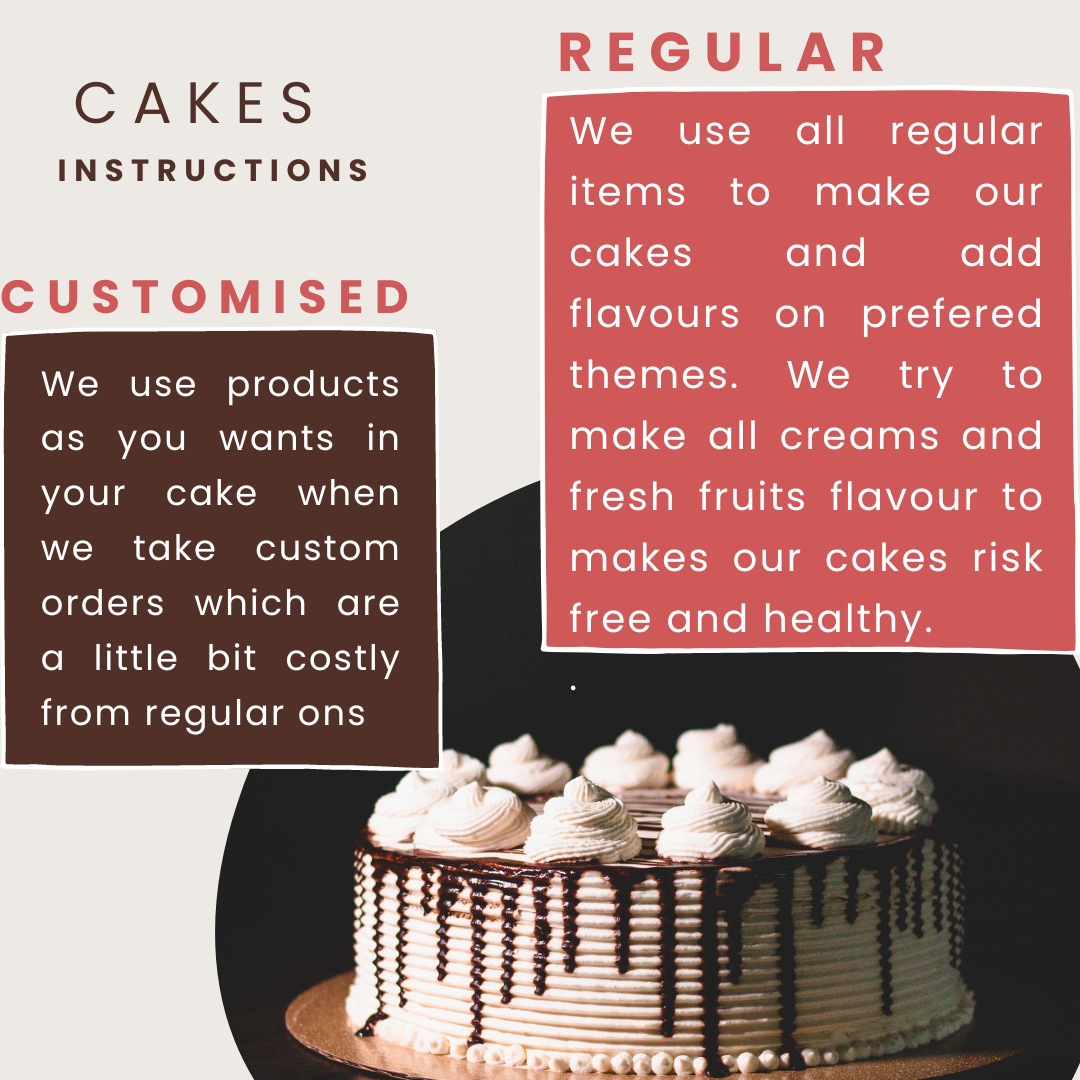 CAKES
INSTRUCTIONS
CUSTOMISED
We use products
as you wants in
your cake when
we take custom
orders which are
a little bit costly
from regular ons
REGULAR
We use all regular
items to make our
cakes and add
flavours on prefered
themes. We try to
make all creams and
fresh fruits flavour to
makes our cakes risk
free and healthy.
.